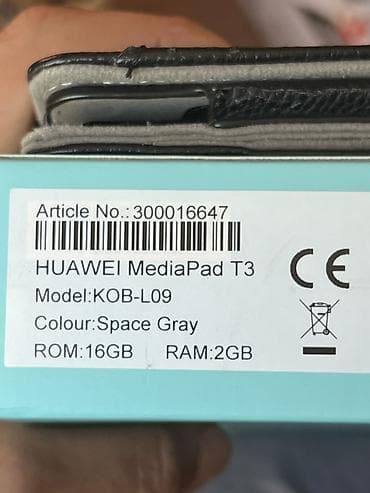 Article No.:300016647
HUAWEI MediaPad T3
Model:KOB-L09
Colour:Space Gray
ROM:16GB RAM:2GB
CE